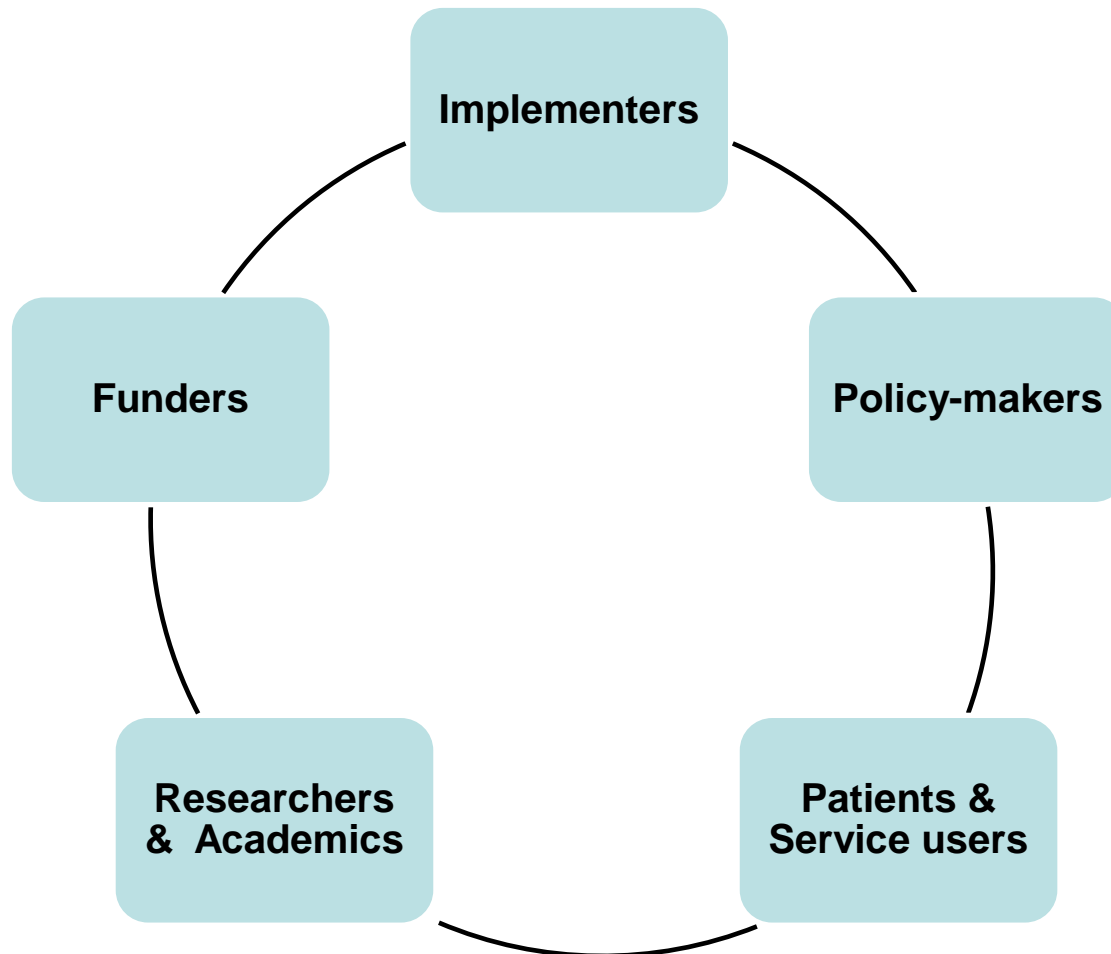 Implementers
Funders
Policy-makers
Researchers
& Academics
Patients &
Service users